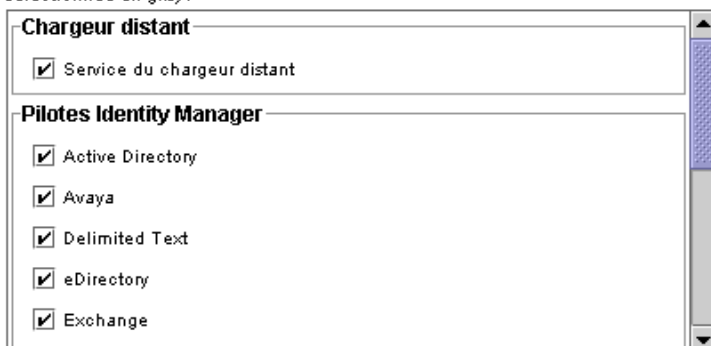 Chargeur distant
Service du chargeur distant
Pilotes Identity Manager
Active Directory
Avaya
Delimited Text
eDirectory
Exchange